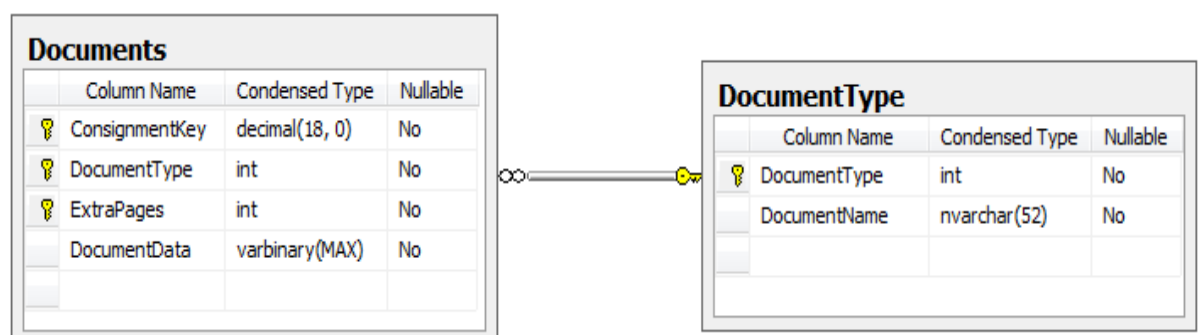 Documents
Column Name Condensed Type Nullable
ConsignmentKey decimal(18, 0) No
DocumentType int No
ExtraPages int No
DocumentData varbinary(MAX) No
DocumentType
Column Name Condensed Type Nullable
DocumentType int No
DocumentName nvarchar(52) No